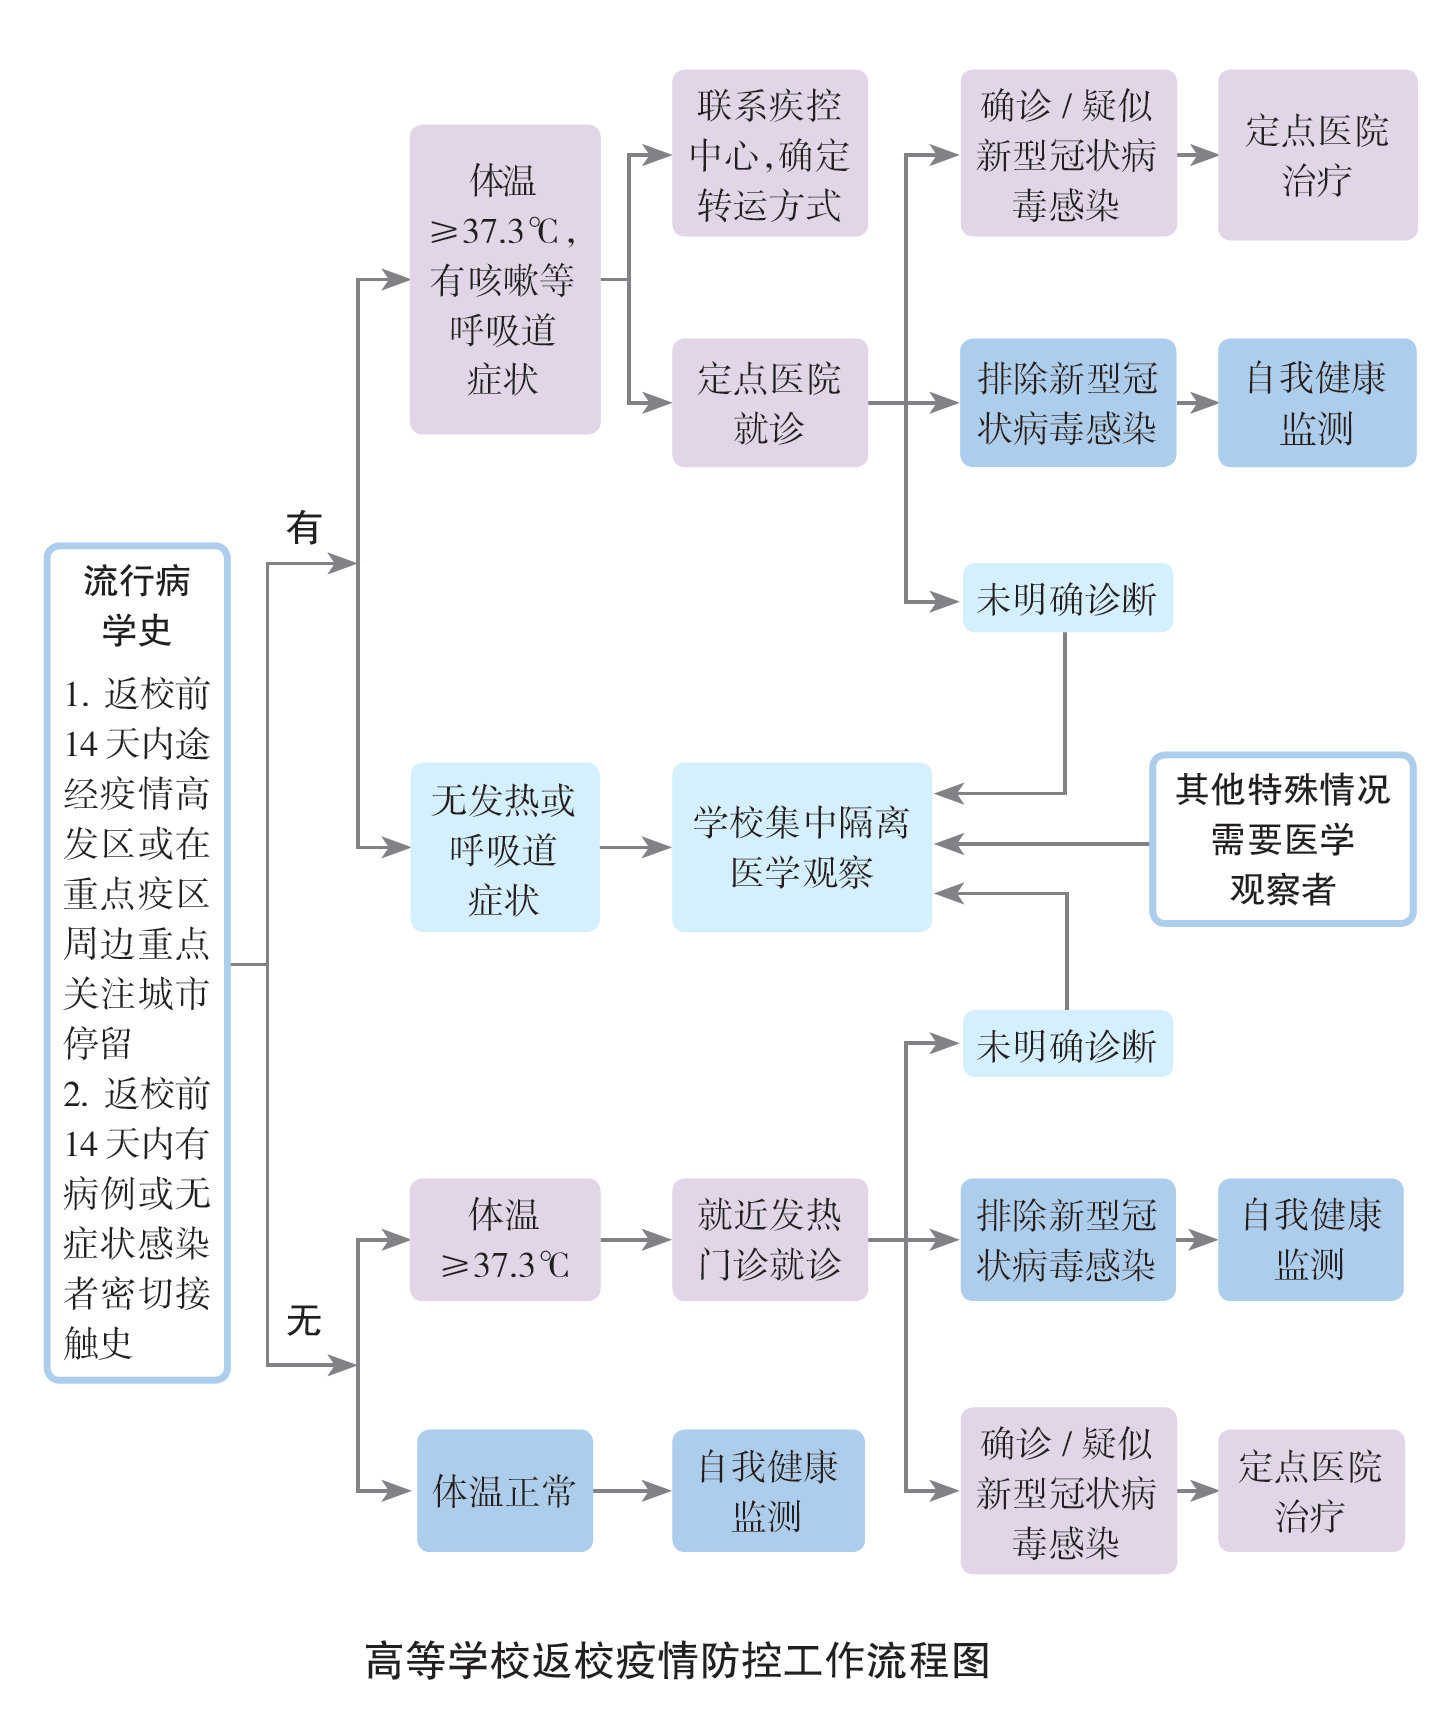 流行病
学史
1. 返校前
14天内途
经疫情高
发区或在
重点疫区
周边重点
关注城市
停留
2. 返校前
14天内有
病例或无
症状感染
者密切接
触史
有
体温
≥37.3℃，
有咳嗽等
呼吸道
症状
联系疾控
中心，确定
转运方式
定点医院
就诊
确诊/疑似
新型冠状病
毒感染
定点医院
治疗
排除新型冠
状病毒感染
自我健康
监测
未明确诊断
无发热或
呼吸道
症状
学校集中隔离
医学观察
其他特殊情况
需要医学
观察者
无
体温
≥37.3℃
就近发热
门诊就诊
未明确诊断
排除新型冠
状病毒感染
自我健康
监测
确诊/疑似
新型冠状病
毒感染
定点医院
治疗
体温正常
自我健康
监测
高等学校返校疫情防控工作流程图